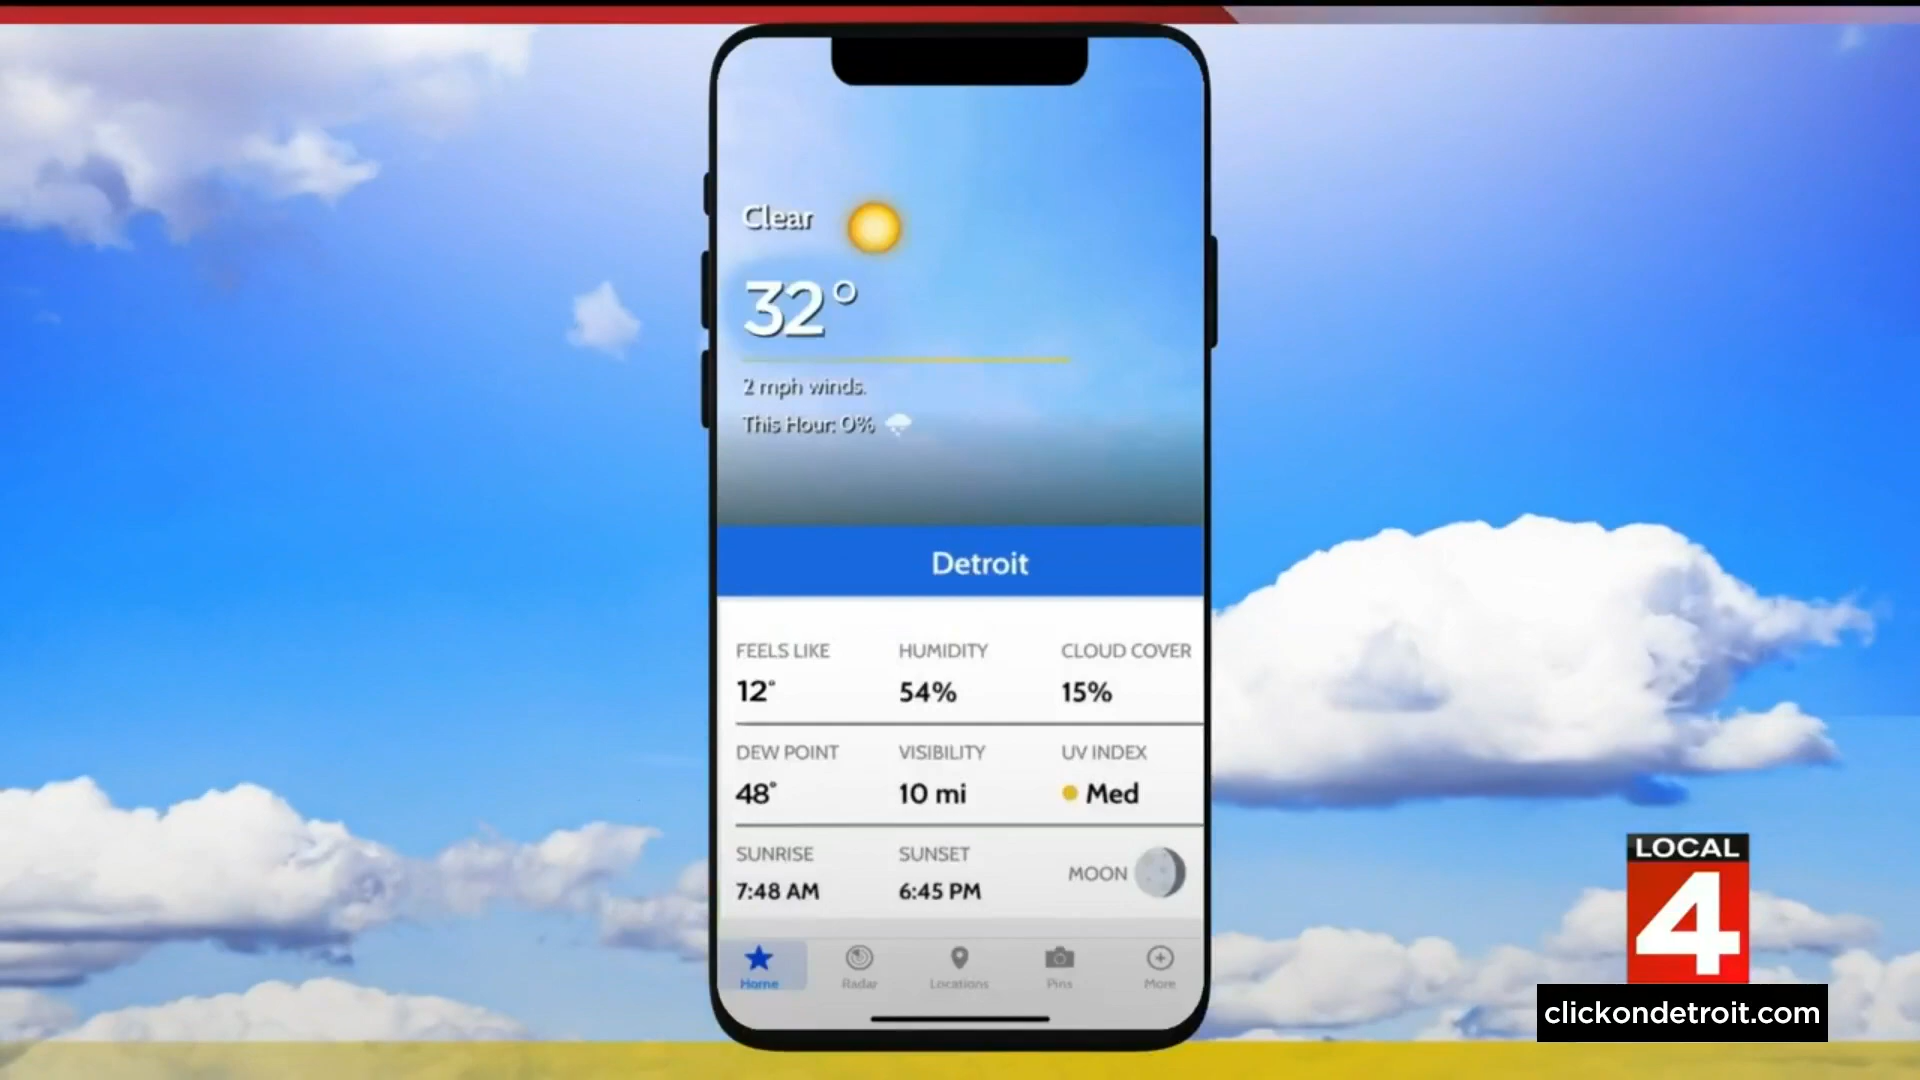 Clear
32°
2 mph winds.
This Hour: 0%
Detroit
FEELS LIKE HUMIDITY CLOUD COVER
12° 54% 15%
DEW POINT VISIBILITY UV INDEX
48° 10 mi Med
SUNRISE SUNSET MOON
7:48 AM 6:45 PM
Home Radar Locations Pins More
LOCAL
4
clickondetroit.com